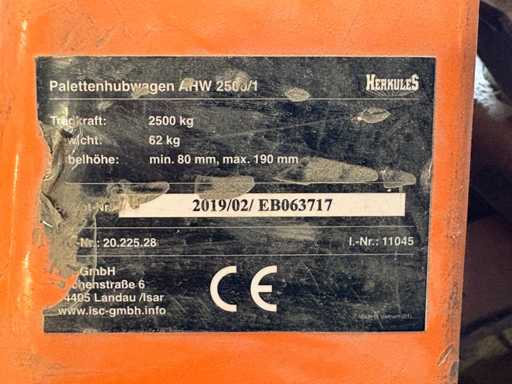 Palettenhubwagen AHW 2500/1
HERKULES
2500 kg
62 kg
min. 80 mm, max. 190 mm
2019/02/ EB063717
20.225.28
I.-Nr.: 11045
GmbH
6
Landau /Isar
www.isc-gmbh.info
CE